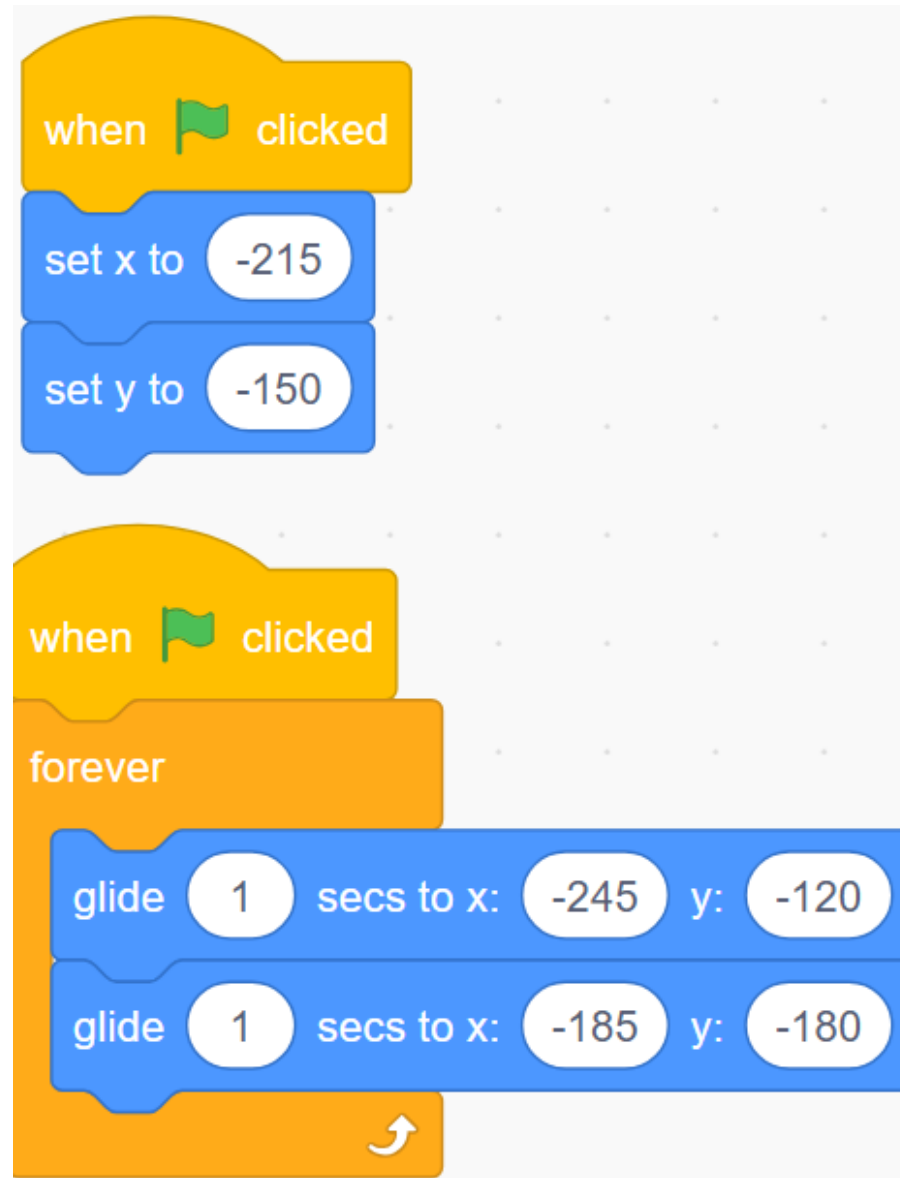 when clicked
set x to -215
set y to -150
when clicked
forever
glide 1 secs to x: -245 y: -120
glide 1 secs to x: -185 y: -180